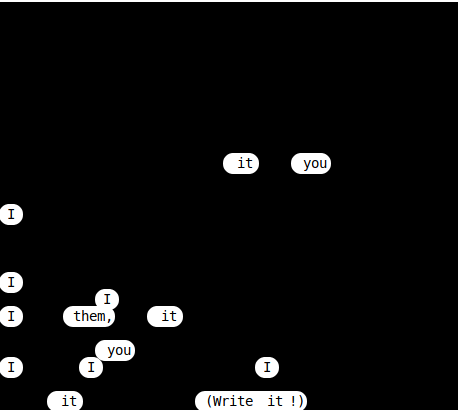 it you
I
I
I
I them, it
you
I I I
it (Write it!)